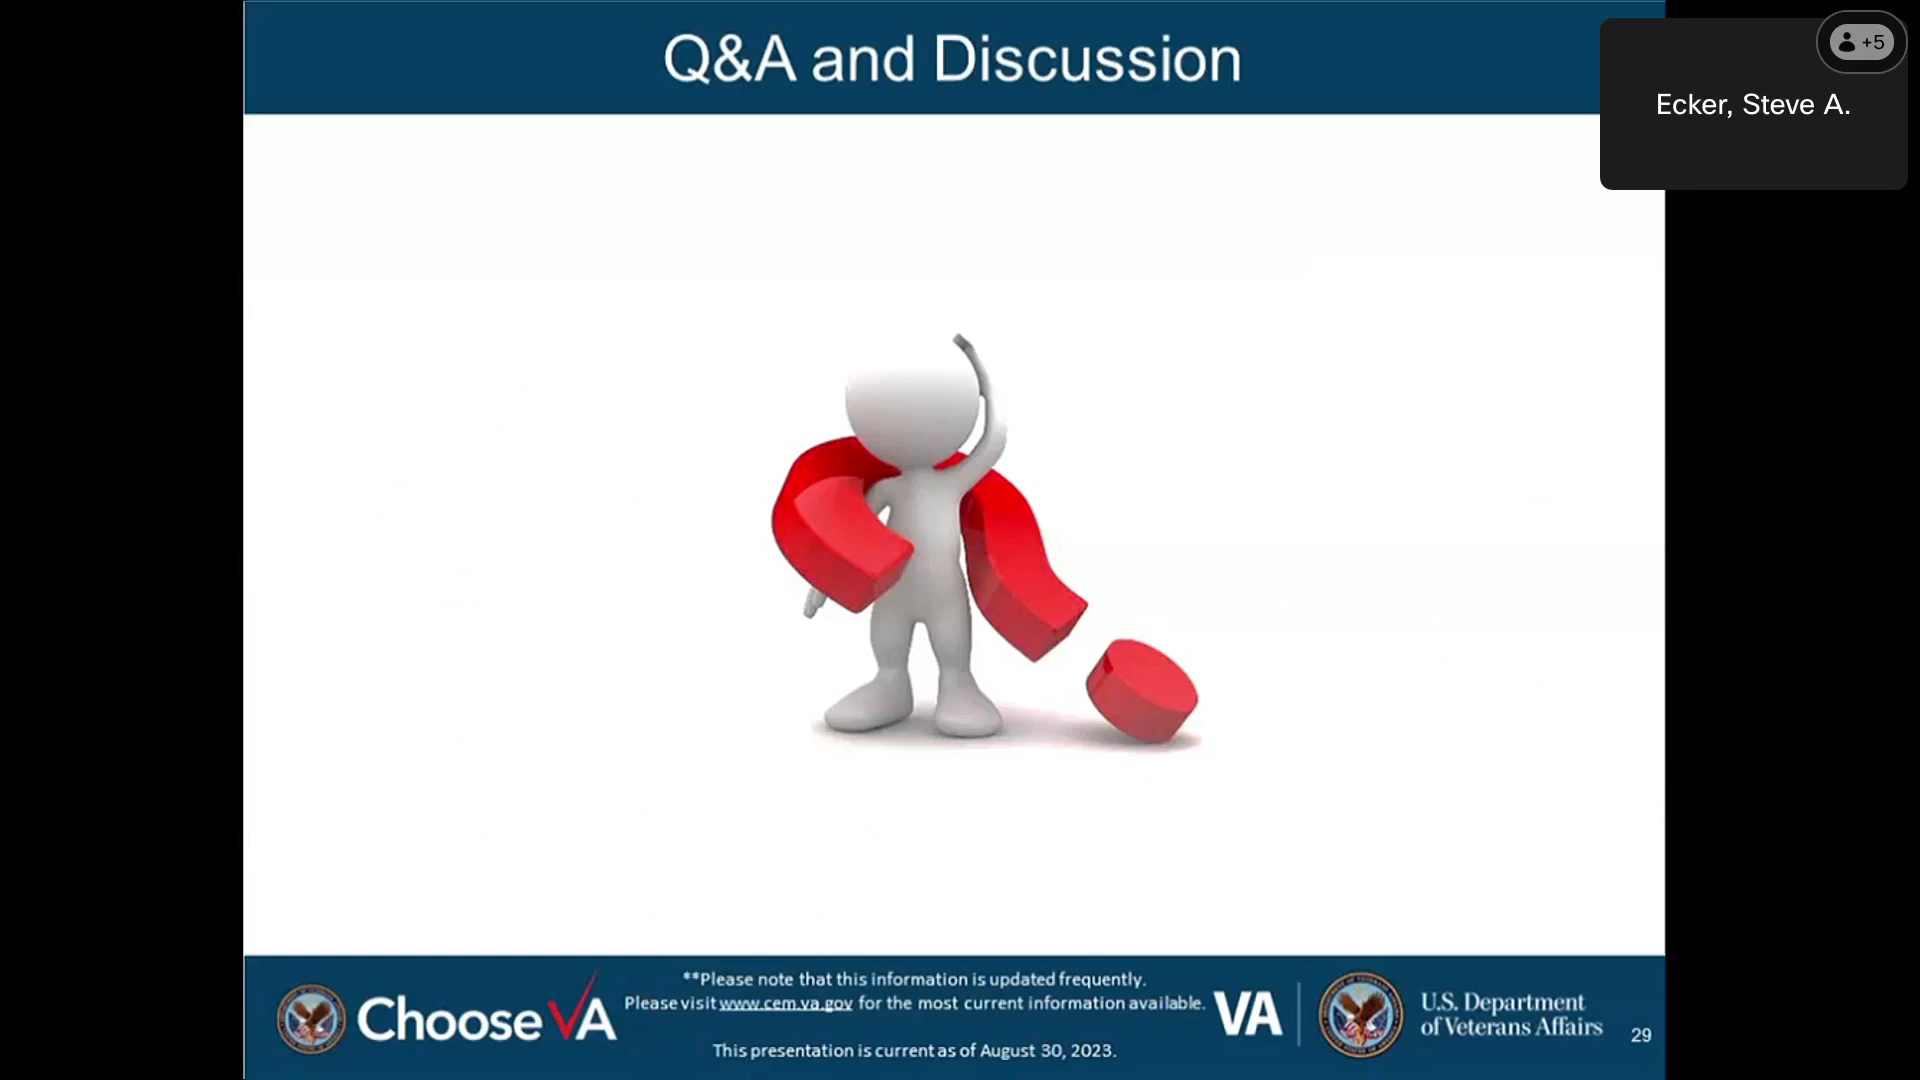 Q&A and Discussion
+5
Ecker, Steve A.
**Please note that this information is updated frequently.
Please visit www.cem.va.gov for the most current information available.
This presentation is current as of August 30, 2023.
Choose VA
VA
U.S. Department
of Veterans Affairs
29